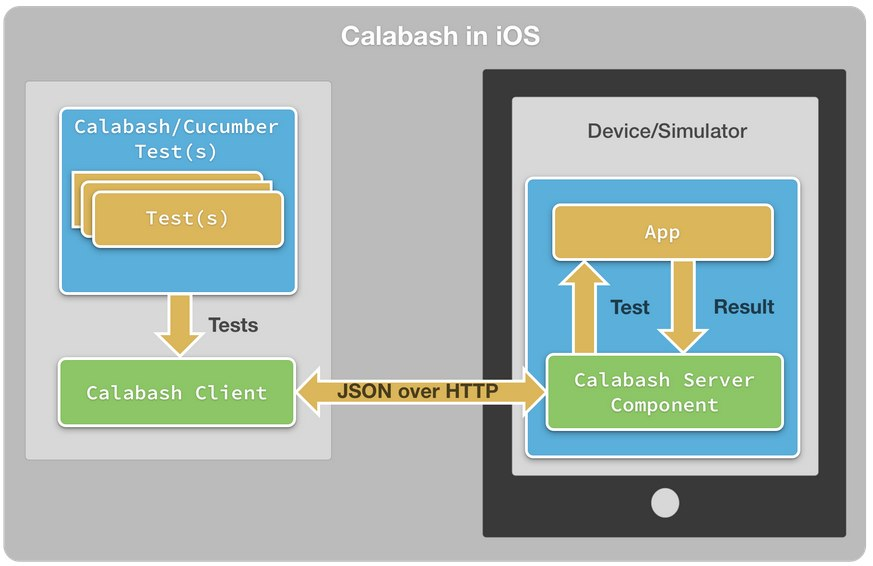 Calabash in iOS
Calabash/Cucumber
Test(s)
Test(s)
Tests
Calabash Client
JSON over HTTP
Device/Simulator
App
Test
Result
Calabash Server
Component